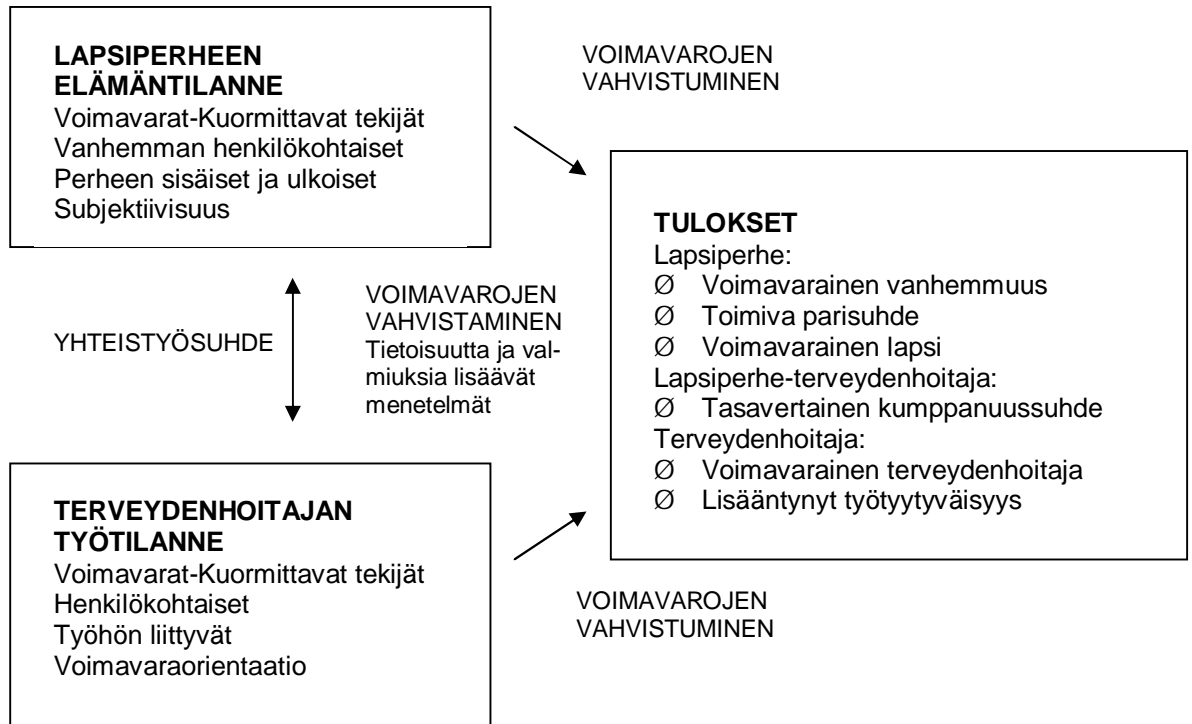 LAPSIPERHEEN
ELÄMÄNTILANNE
Voimavarat-Kuormittavat tekijät
Vanhemman henkilökohtaiset
Perheen sisäiset ja ulkoiset
Subjektiivisuus
VOIMAVAROJEN
VAHVISTUMINEN
YHTEISTYÖSUHDE
VOIMAVAROJEN
VAHVISTAMINEN
Tietoisuutta ja val-
miuksia lisäävät
menetelmät
TERVEYDENHOITAJAN
TYÖTILANNE
Voimavarat-Kuormittavat tekijät
Henkilökohtaiset
Työhön liittyvät
Voimavaraorientaatio
VOIMAVAROJEN
VAHVISTUMINEN
TULOKSET
Lapsiperhe:
Ø Voimavarainen vanhemmuus
Ø Toimiva parisuhde
Ø Voimavarainen lapsi
Lapsiperhe-terveydenhoitaja:
Ø Tasavertainen kumppanuussuhde
Terveydenhoitaja:
Ø Voimavarainen terveydenhoitaja
Ø Lisääntynyt työtyytyväisyys